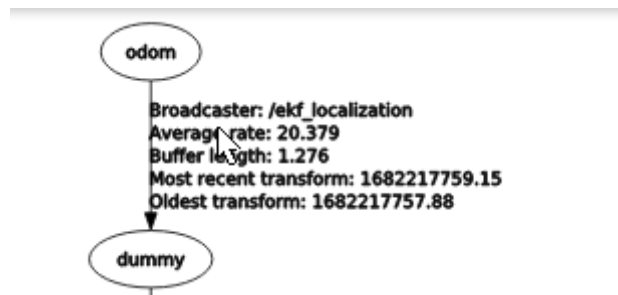 odom
Broadcaster: /ekf_localization
Average rate: 20.379
Buffer length: 1.276
Most recent transform: 1682217759.15
Oldest transform: 1682217757.88
dummy